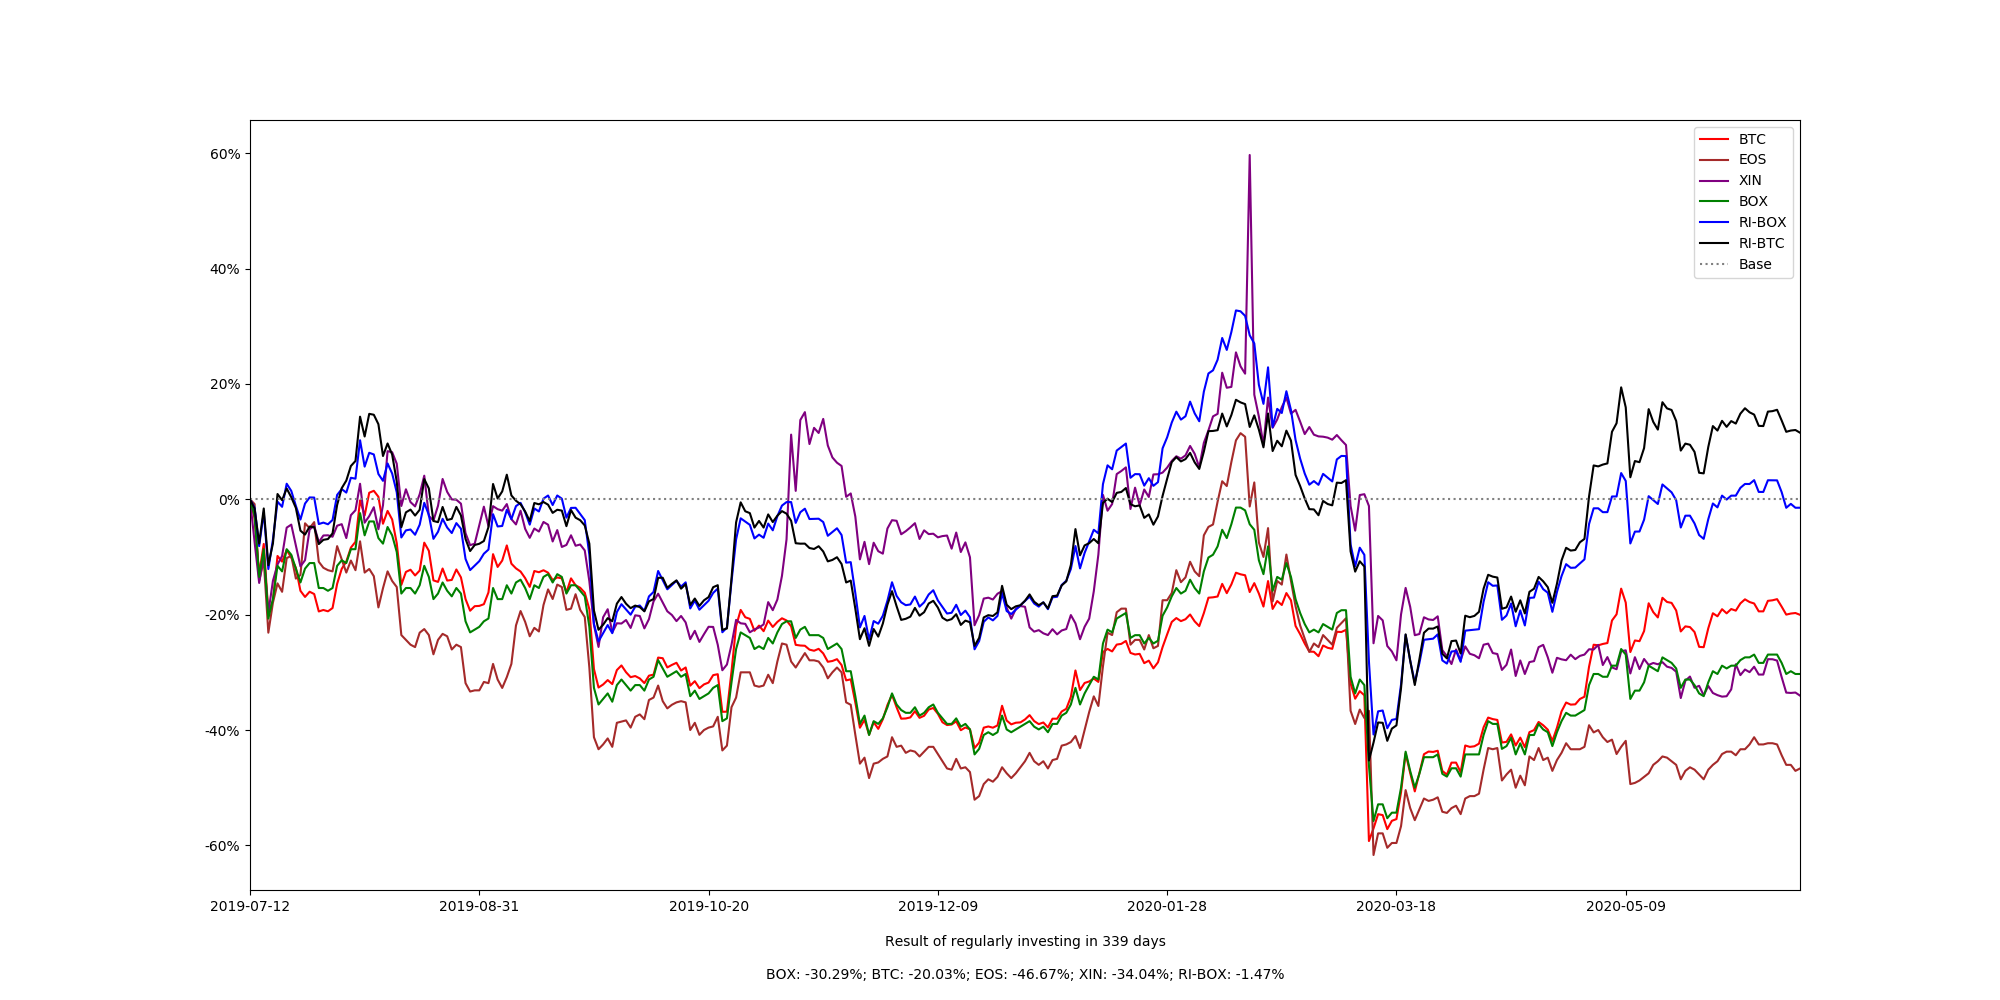 60%
40%
20%
0%
-20%
-40%
-60%
BTC
EOS
XIN
BOX
RI-BOX
RI-BTC
Base
2019-07-12 2019-08-31 2019-10-20 2019-12-09 2020-01-28 2020-03-18 2020-05-09
Result of regularly investing in 339 days
BOX: -30.29%; BTC: -20.03%; EOS: -46.67%; XIN: -34.04%; RI-BOX: -1.47%